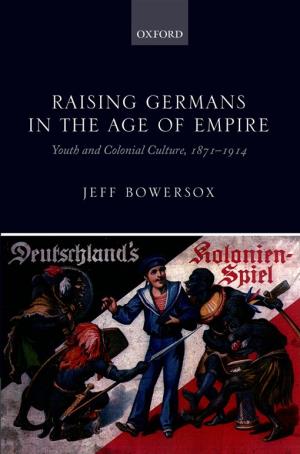 OXFORD
RAISING GERMANS
IN THE AGE OF EMPIRE
Youth and Colonial Culture, 1871–1914
JEFF BOWERSOX
Deutschland's Kolonien-
Spiel